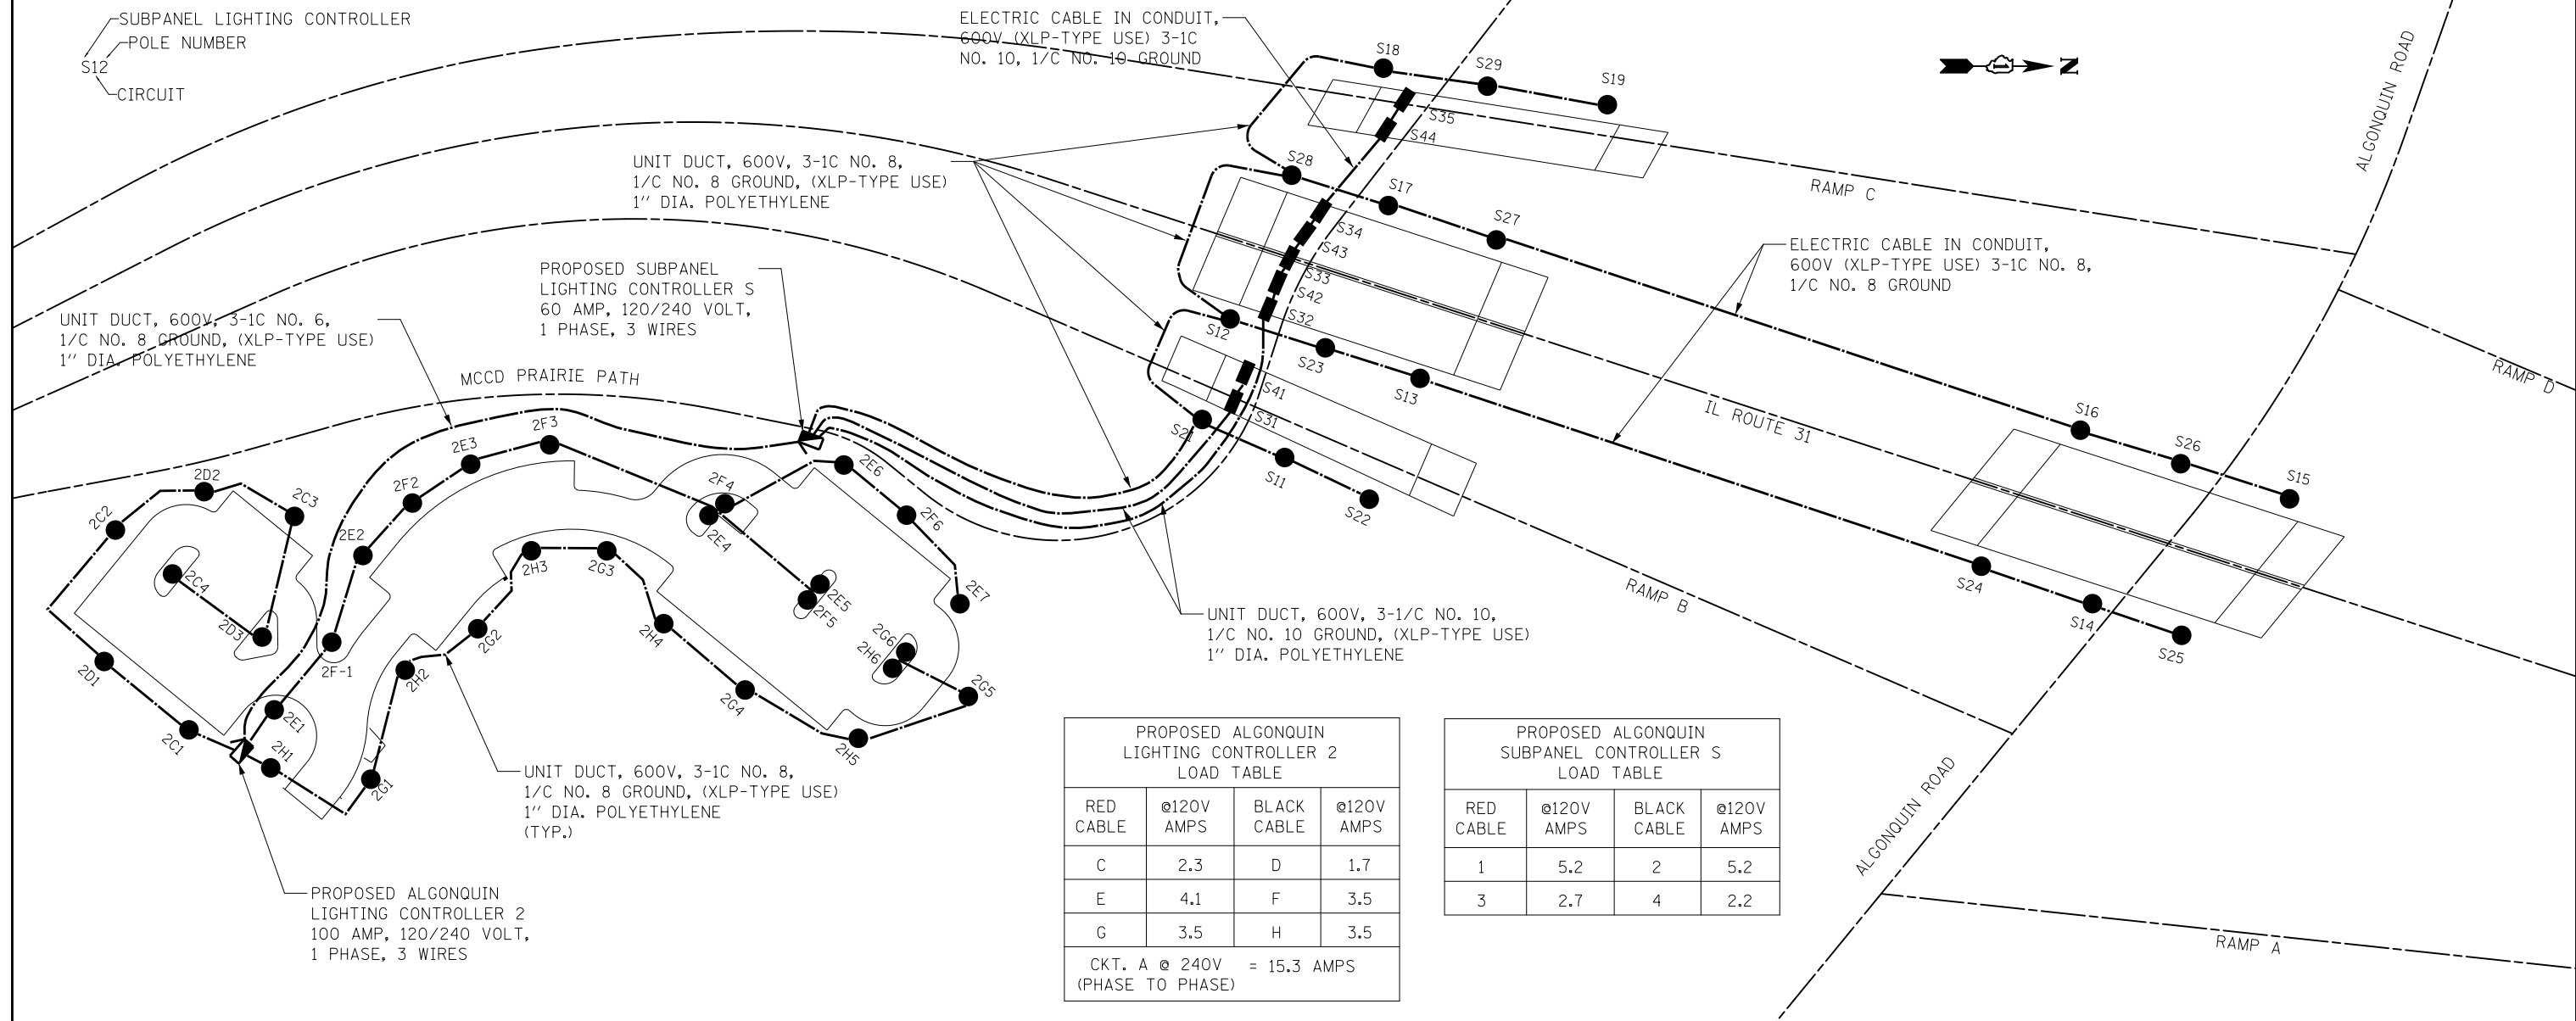 SUBPANEL LIGHTING CONTROLLER
POLE NUMBER
S12
CIRCUIT
ELECTRIC CABLE IN CONDUIT,
600V (XLP-TYPE USE) 3-1C
NO. 10, 1/C NO. 10 GROUND
S18
S29
S19
S35
S44
N
ALGONQUIN ROAD
UNIT DUCT, 600V, 3-1C NO. 8,
1/C NO. 8 GROUND, (XLP-TYPE USE)
1" DIA. POLYETHYLENE
S28
S17
S27
S34
S43
S33
S42
S32
RAMP C
ELECTRIC CABLE IN CONDUIT,
600V (XLP-TYPE USE) 3-1C NO. 8,
1/C NO. 8 GROUND
PROPOSED SUBPANEL
LIGHTING CONTROLLER S
60 AMP, 120/240 VOLT,
1 PHASE, 3 WIRES
UNIT DUCT, 600V, 3-1C NO. 6,
1/C NO. 8 GROUND, (XLP-TYPE USE)
1" DIA. POLYETHYLENE
MCCD PRAIRIE PATH
S12
S23
S13
S41
S31
S21
S11
S22
RAMP D
IL ROUTE 31
S16
S26
S15
S24
S14
S25
RAMP B
2D2
2C2
2C3
2C4
2D3
2D1
2C1
2E3
2F3
2F2
2E2
2F-1
2E1
2H1
2G1
2H2
2G2
2H3
2G3
2H4
2G4
2H5
2G5
2G6
2H6
2F4
2E4
2E5
2F5
2E6
2F6
2E7
UNIT DUCT, 600V, 3-1/C NO. 10,
1/C NO. 10 GROUND, (XLP-TYPE USE)
1" DIA. POLYETHYLENE
UNIT DUCT, 600V, 3-1C NO. 8,
1/C NO. 8 GROUND, (XLP-TYPE USE)
1" DIA. POLYETHYLENE
(TYP.)
PROPOSED ALGONQUIN
LIGHTING CONTROLLER 2
100 AMP, 120/240 VOLT,
1 PHASE, 3 WIRES
PROPOSED ALGONQUIN
LIGHTING CONTROLLER 2
LOAD TABLE
RED CABLE @120V AMPS BLACK CABLE @120V AMPS
C 2.3 D 1.7
E 4.1 F 3.5
G 3.5 H 3.5
CKT. A @ 240V = 15.3 AMPS
(PHASE TO PHASE)
PROPOSED ALGONQUIN
SUBPANEL CONTROLLER S
LOAD TABLE
RED CABLE @120V AMPS BLACK CABLE @120V AMPS
1 5.2 2 5.2
3 2.7 4 2.2
ALGONQUIN ROAD
RAMP A